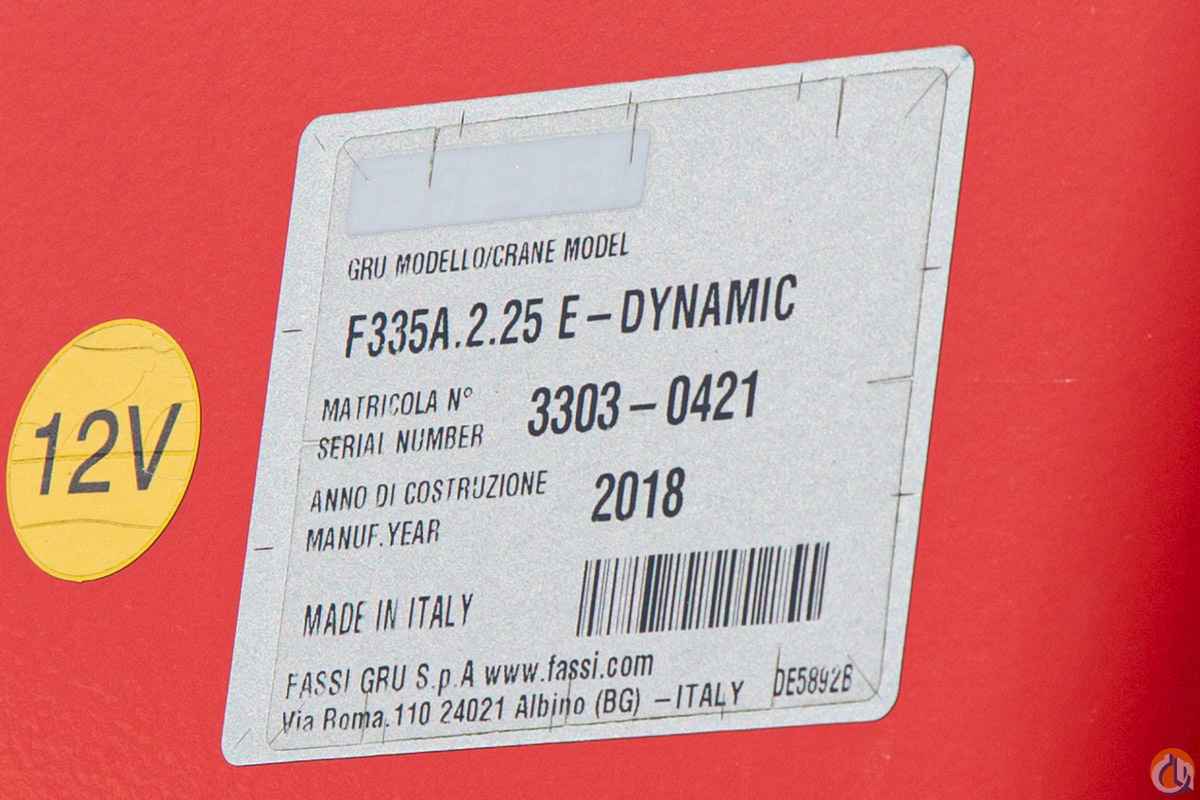 GRU MODELLO/CRANE MODEL
F335A.2.25 E-DYNAMIC
MATRICOLA N°
SERIAL NUMBER
3303-0421
ANNO DI COSTRUZIONE
MANUF.YEAR
2018
MADE IN ITALY
FASSI GRU S.p.A www.fassi.com
Via Roma.110 24021 Albino (BG) -ITALY
DE5892B
12V